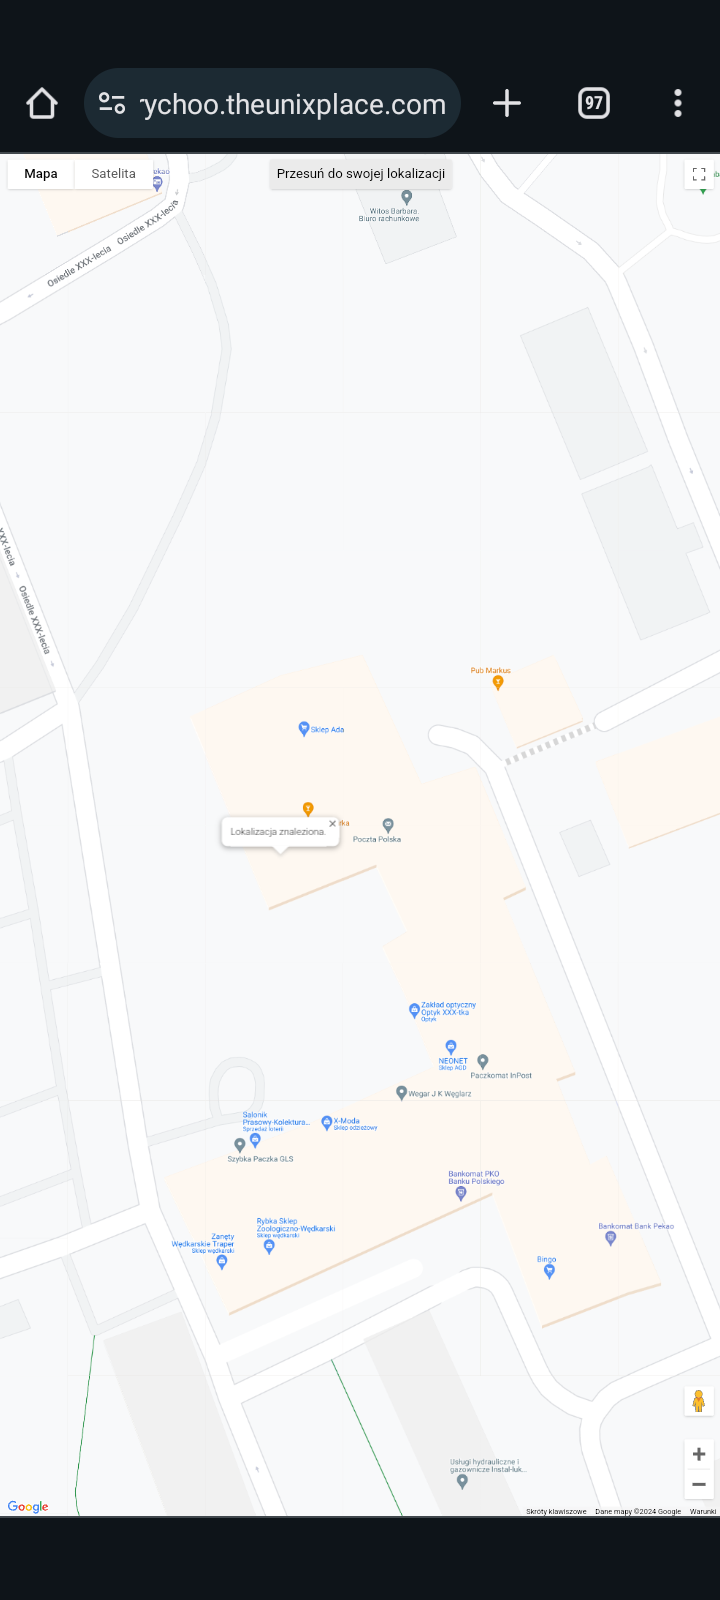 ychoo.theunixplace.com
97
Mapa
Satelita
Przesuń do swojej lokalizacji
Witos Barbara.
Biuro rachunkowe
Osiedle XXX-lecia
Osiedle XXX-lecia
XXX-lecia
Osiedle XXX-lecia
Pub Markus
Sklep Ada
Lokalizacja znaleziona.
Poczta Polska
Zakład optyczny
Optyk XXX-tka
Optyk
NEONET
Sklep AGD
Paczkomat InPost
Węgar J K Węglarz
Salonik
Prasowy-Kolektura...
Sprzedaż loterii
X-Moda
Sklep odzieżowy
Szybka Paczka GLS
Bankomat PKO
Banku Polskiego
Rybka Sklep
Zoologiczno-Wędkarski
Sklep wędkarski
Zanęty
Wędkarskie Traper
Sklep wędkarski
Bankomat Bank Pekao
Bingo
Usługi hydrauliczne i
gazownicze Instal-łuk...
Google
Skróty klawiszowe
Dane mapy ©2024 Google
Warunki